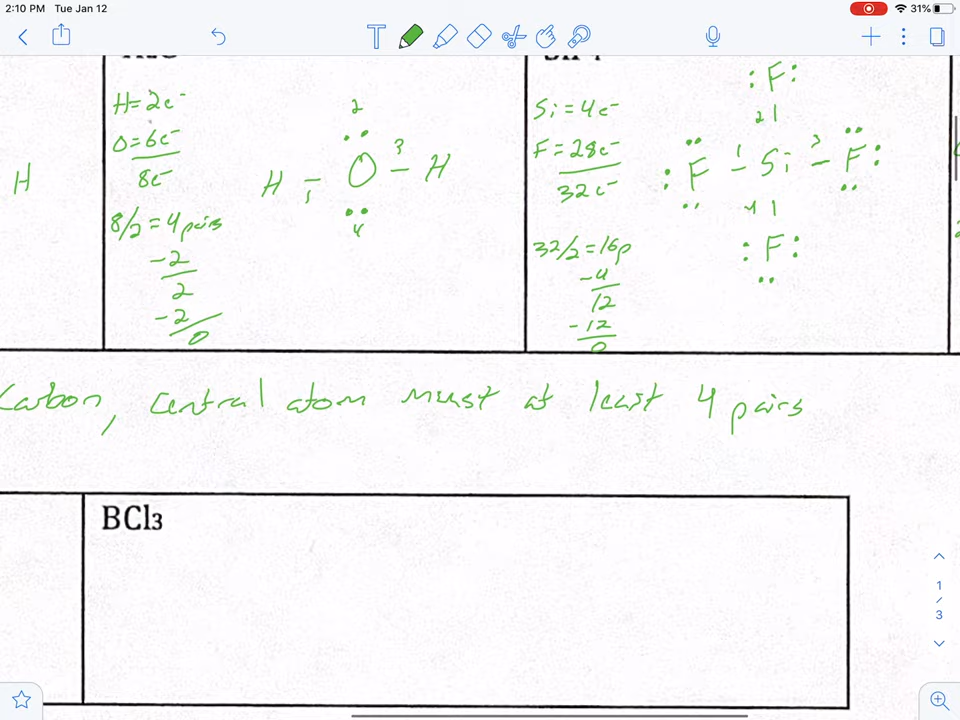 2:10 PM Tue Jan 12
31%
T
H
H = 2e⁻
O = 6e⁻
8e⁻
8/2 = 4 pairs
-2
2
-2
0
2
3
H - O - H
1
4
Si = 4e⁻
F = 28e⁻
32e⁻
32/2 = 16p
-4
12
-12
0
: F :
2 |
1 3
: F - Si - F :
4 |
: F :
Carbon, central atom must at least 4 pairs
BCl₃
1
/
3